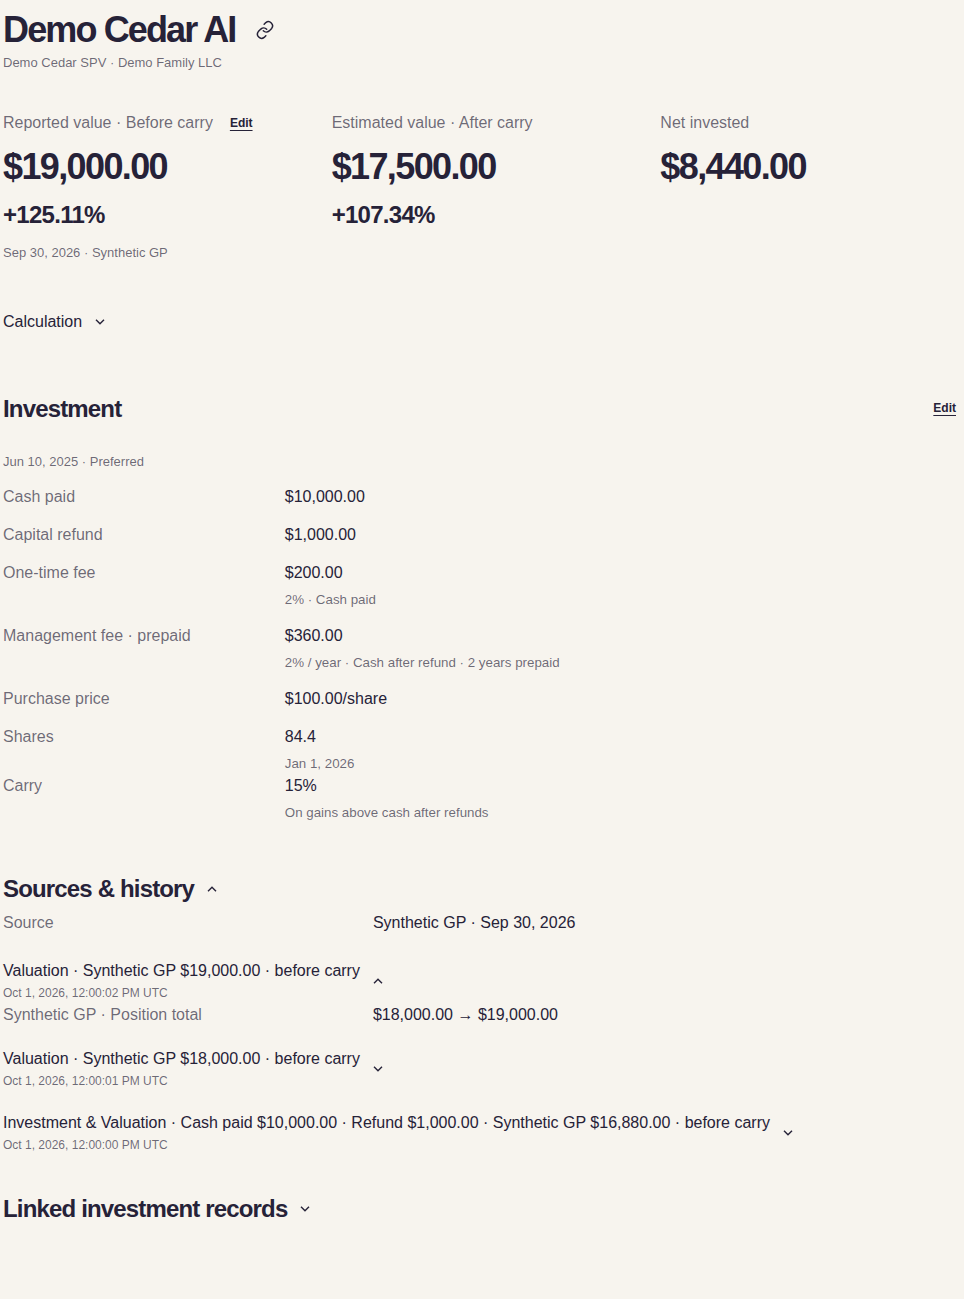 Demo Cedar AI
Demo Cedar SPV · Demo Family LLC
Reported value · Before carry Edit
$19,000.00
+125.11%
Sep 30, 2026 · Synthetic GP
Estimated value · After carry
$17,500.00
+107.34%
Net invested
$8,440.00
Calculation
Investment
Edit
Jun 10, 2025 · Preferred
Cash paid $10,000.00
Capital refund $1,000.00
One-time fee $200.00
2% · Cash paid
Management fee · prepaid $360.00
2% / year · Cash after refund · 2 years prepaid
Purchase price $100.00/share
Shares 84.4
Jan 1, 2026
Carry 15%
On gains above cash after refunds
Sources & history
Source Synthetic GP · Sep 30, 2026
Valuation · Synthetic GP $19,000.00 · before carry
Oct 1, 2026, 12:00:02 PM UTC
Synthetic GP · Position total $18,000.00 → $19,000.00
Valuation · Synthetic GP $18,000.00 · before carry
Oct 1, 2026, 12:00:01 PM UTC
Investment & Valuation · Cash paid $10,000.00 · Refund $1,000.00 · Synthetic GP $16,880.00 · before carry
Oct 1, 2026, 12:00:00 PM UTC
Linked investment records